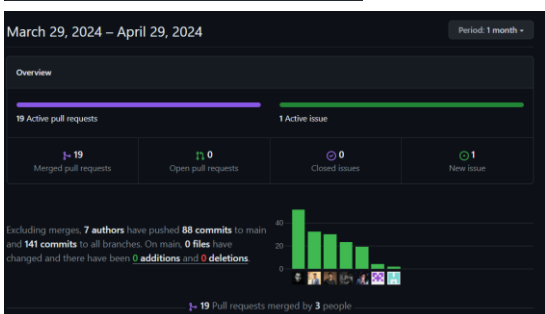 March 29, 2024 – April 29, 2024
Period: 1 month
Overview
19 Active pull requests
1 Active issue
19
Merged pull requests
0
Open pull requests
0
Closed issues
1
New issue
Excluding merges, 7 authors have pushed 88 commits to main
and 141 commits to all branches. On main, 0 files have
changed and there have been 0 additions and 0 deletions.
40
20
0
19 Pull requests merged by 3 people